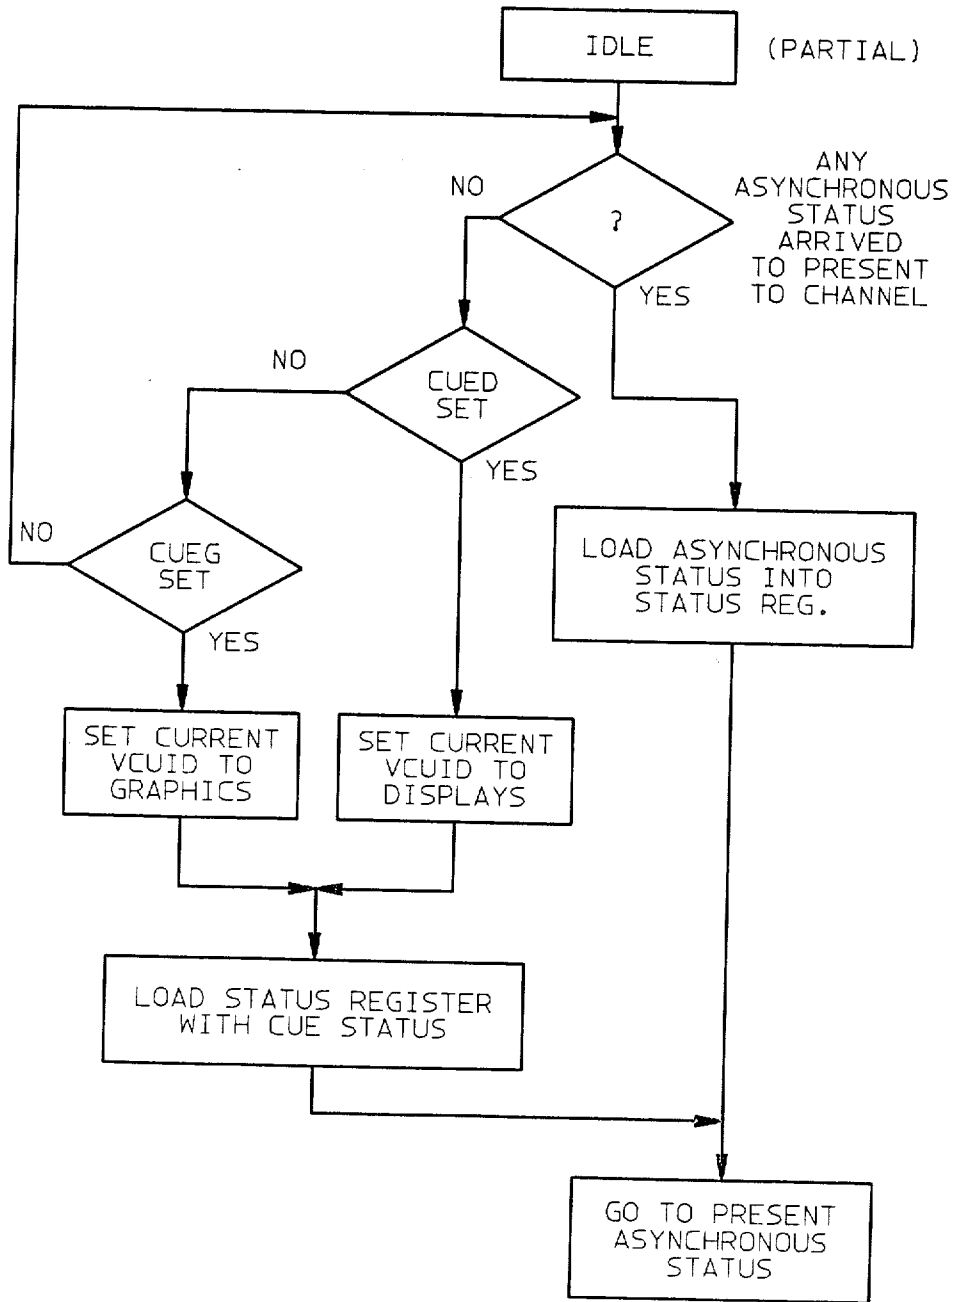 IDLE (PARTIAL)
ANY
ASYNCHRONOUS
STATUS
ARRIVED
TO PRESENT
TO CHANNEL
NO
?
YES
NO
CUED
SET
YES
NO
CUEG
SET
YES
LOAD ASYNCHRONOUS
STATUS INTO
STATUS REG.
SET CURRENT
VCUID TO
GRAPHICS
SET CURRENT
VCUID TO
DISPLAYS
LOAD STATUS REGISTER
WITH CUE STATUS
GO TO PRESENT
ASYNCHRONOUS
STATUS